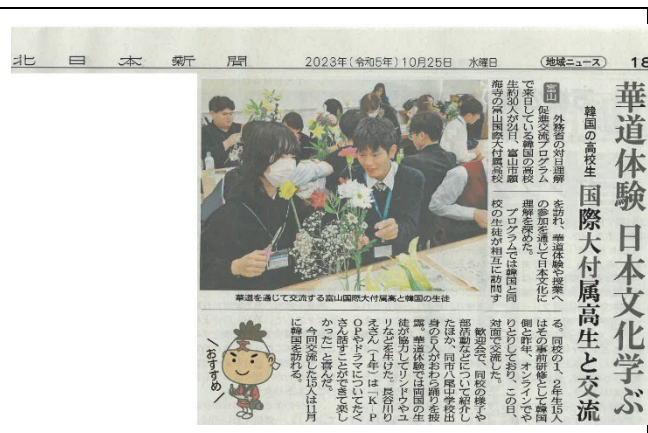 北日本新聞
2023年(令和5年)10月25日 水曜日
(地域ニュース)
18
華道体験 日本文化学ぶ
韓国の高校生
国際大付属高生と交流
富山
外務省の対日理解
促進交流プログラム
で来日している韓国の高校
生約30人が24日、富山市願
海寺の富山国際大付属高校
を訪れ、華道体験や授業へ
の参加を通じて日本文化に
理解を深めた。
プログラムでは韓国と同
校の生徒が相互に訪問す
る。同校の1、2年生15人
はその事前研修として韓国
側と昨年、オンラインでや
りとりしており、この日、
対面で交流した。
歓迎会で、同校の様子や
部活動などについて紹介し
たほか、同市八尾中学校出
身の5人がおわら踊りを披
露。華道体験では両国の生
徒が協力してリンドウやユ
リなどを生けた。長谷川り
えさん(1年)は「K-P
OPやドラマについてたく
さん話すことができて楽し
かった」と喜んだ。
今回交流した15人は11月
に韓国を訪れる。
華道を通じて交流する富山国際大付属高と韓国の生徒
おすすめ